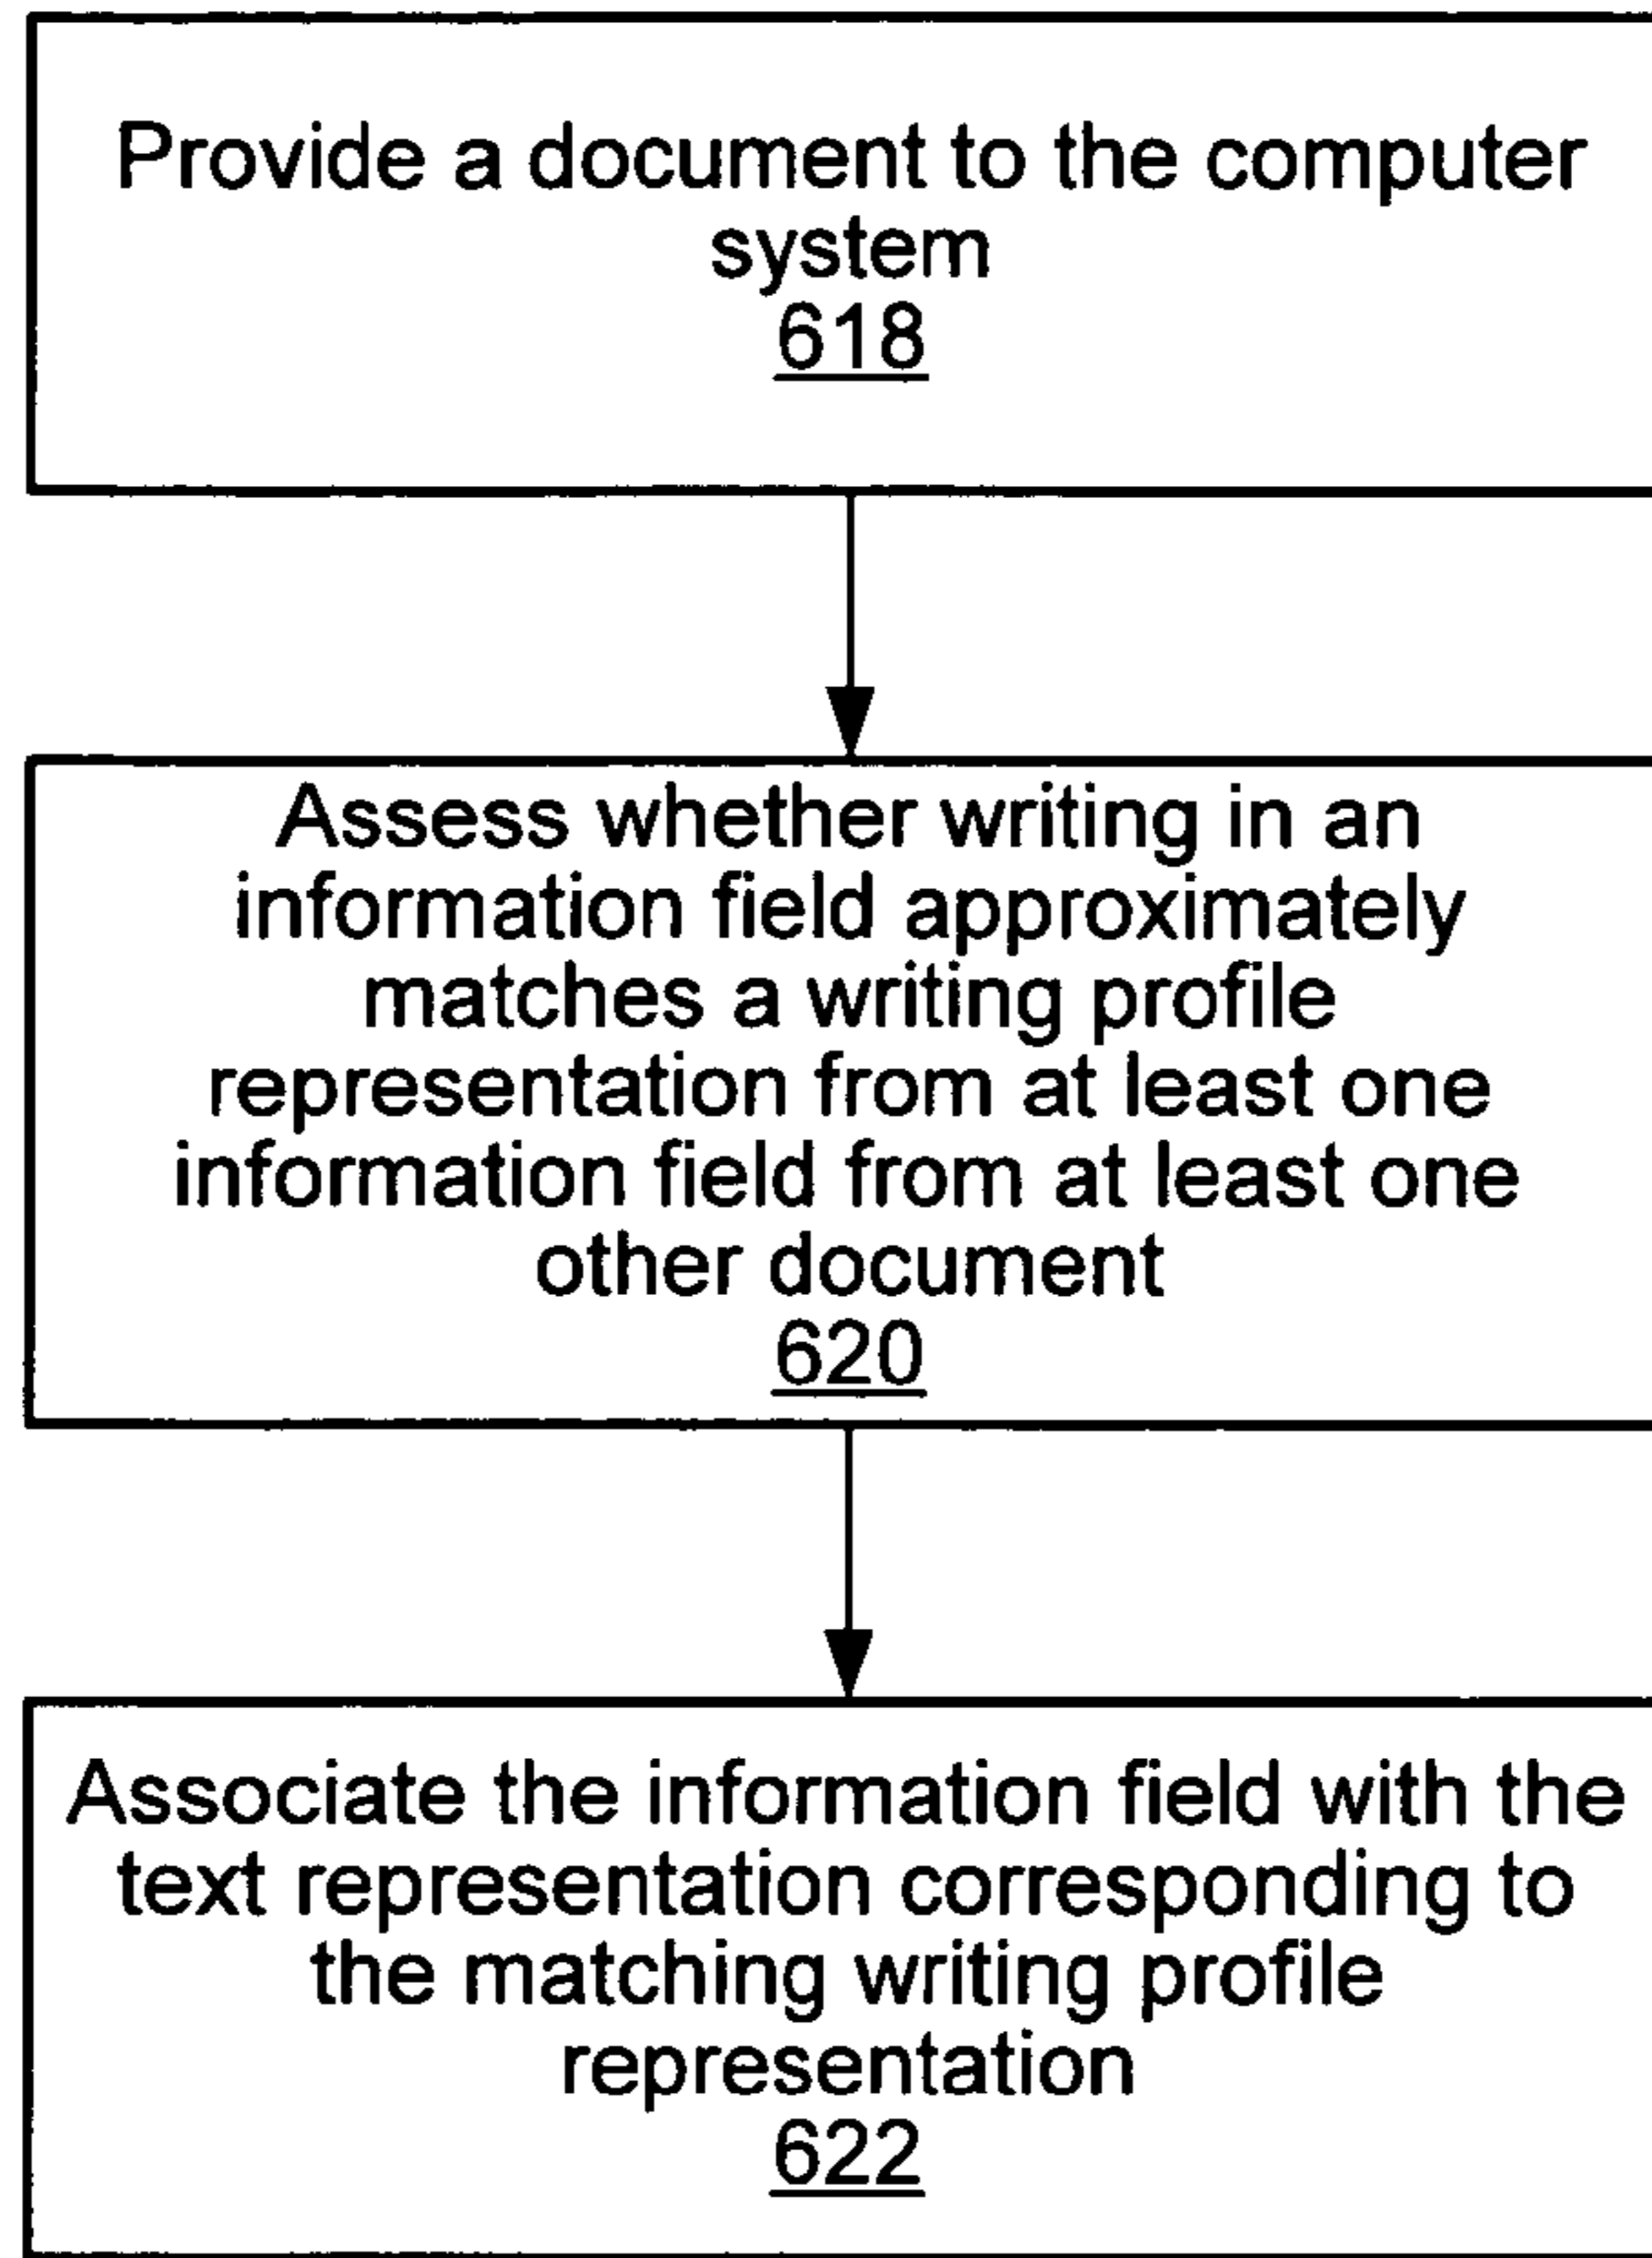 Provide a document to the computer
system
618
Assess whether writing in an
information field approximately
matches a writing profile
representation from at least one
information field from at least one
other document
620
Associate the information field with the
text representation corresponding to
the matching writing profile
representation
622